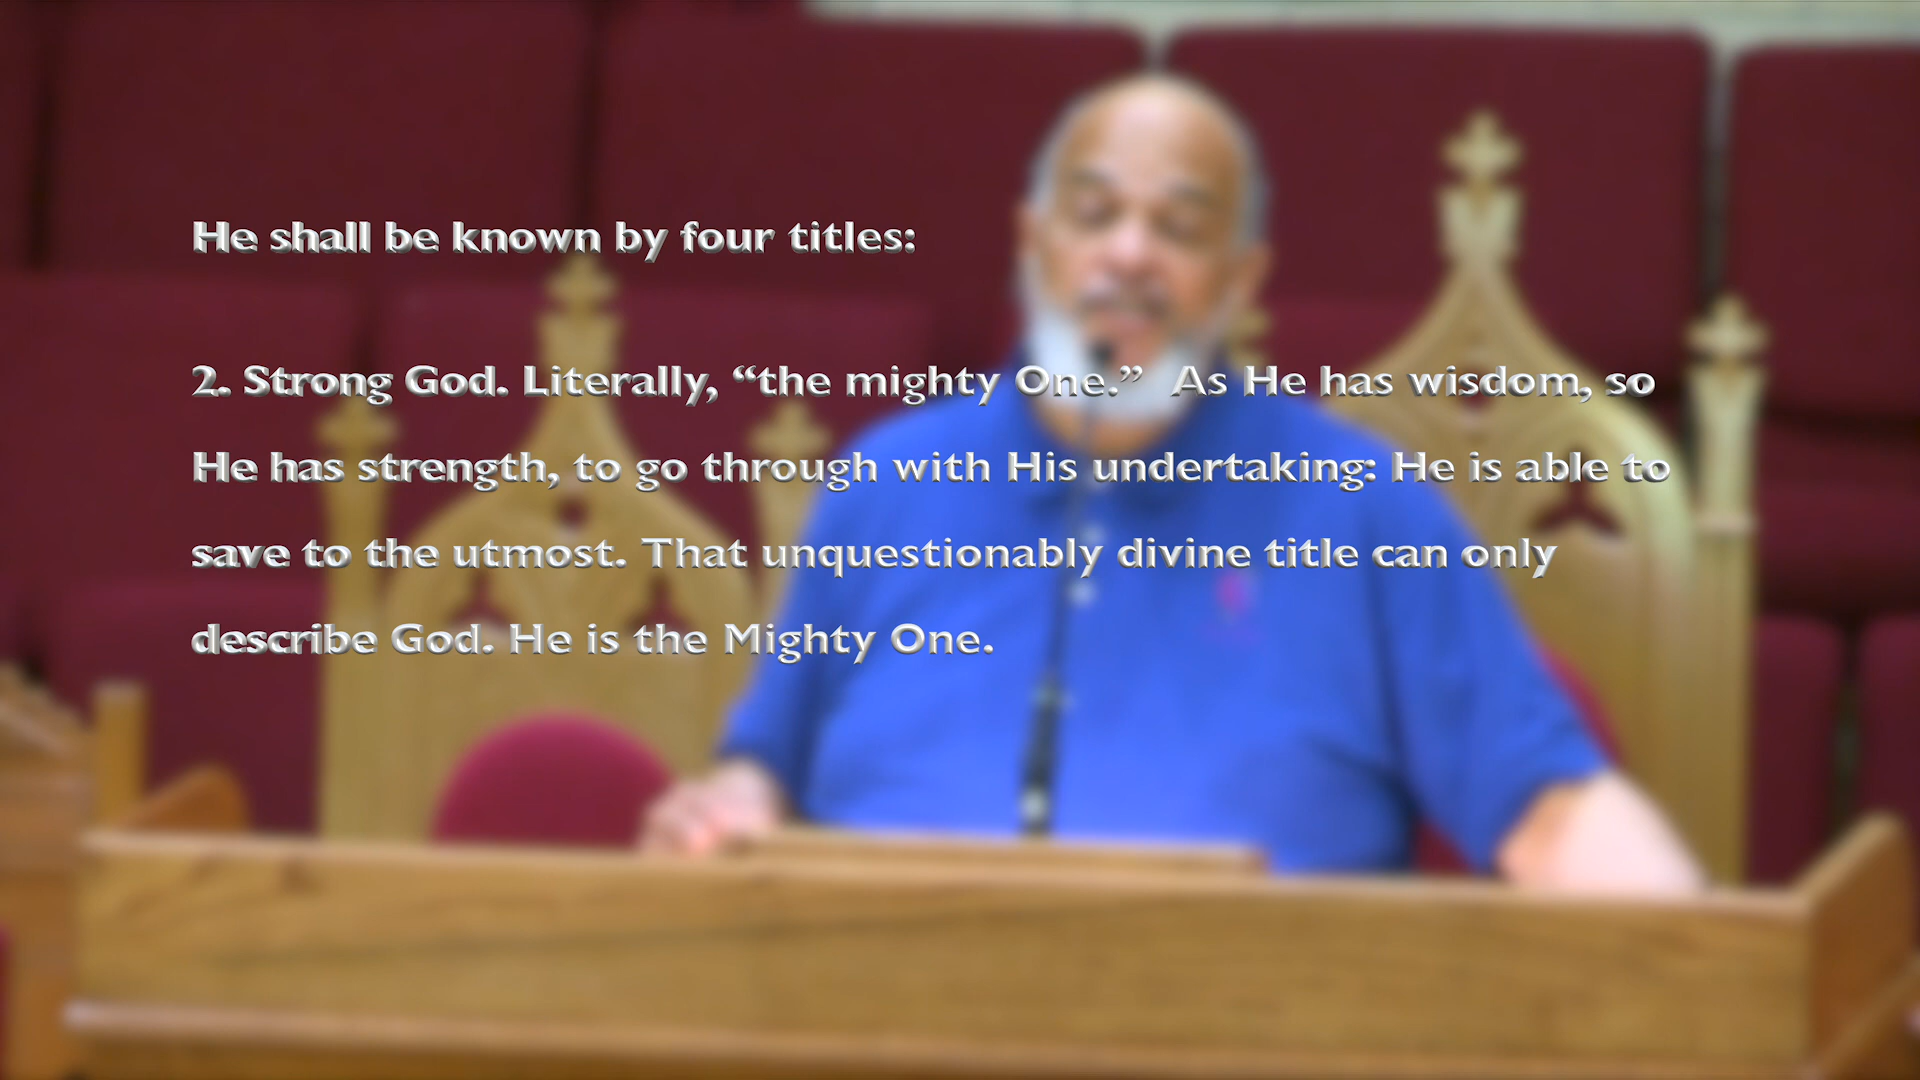 He shall be known by four titles:
2. Strong God. Literally, “the mighty One.”  As He has wisdom, so
He has strength, to go through with His undertaking: He is able to
save to the utmost. That unquestionably divine title can only
describe God. He is the Mighty One.